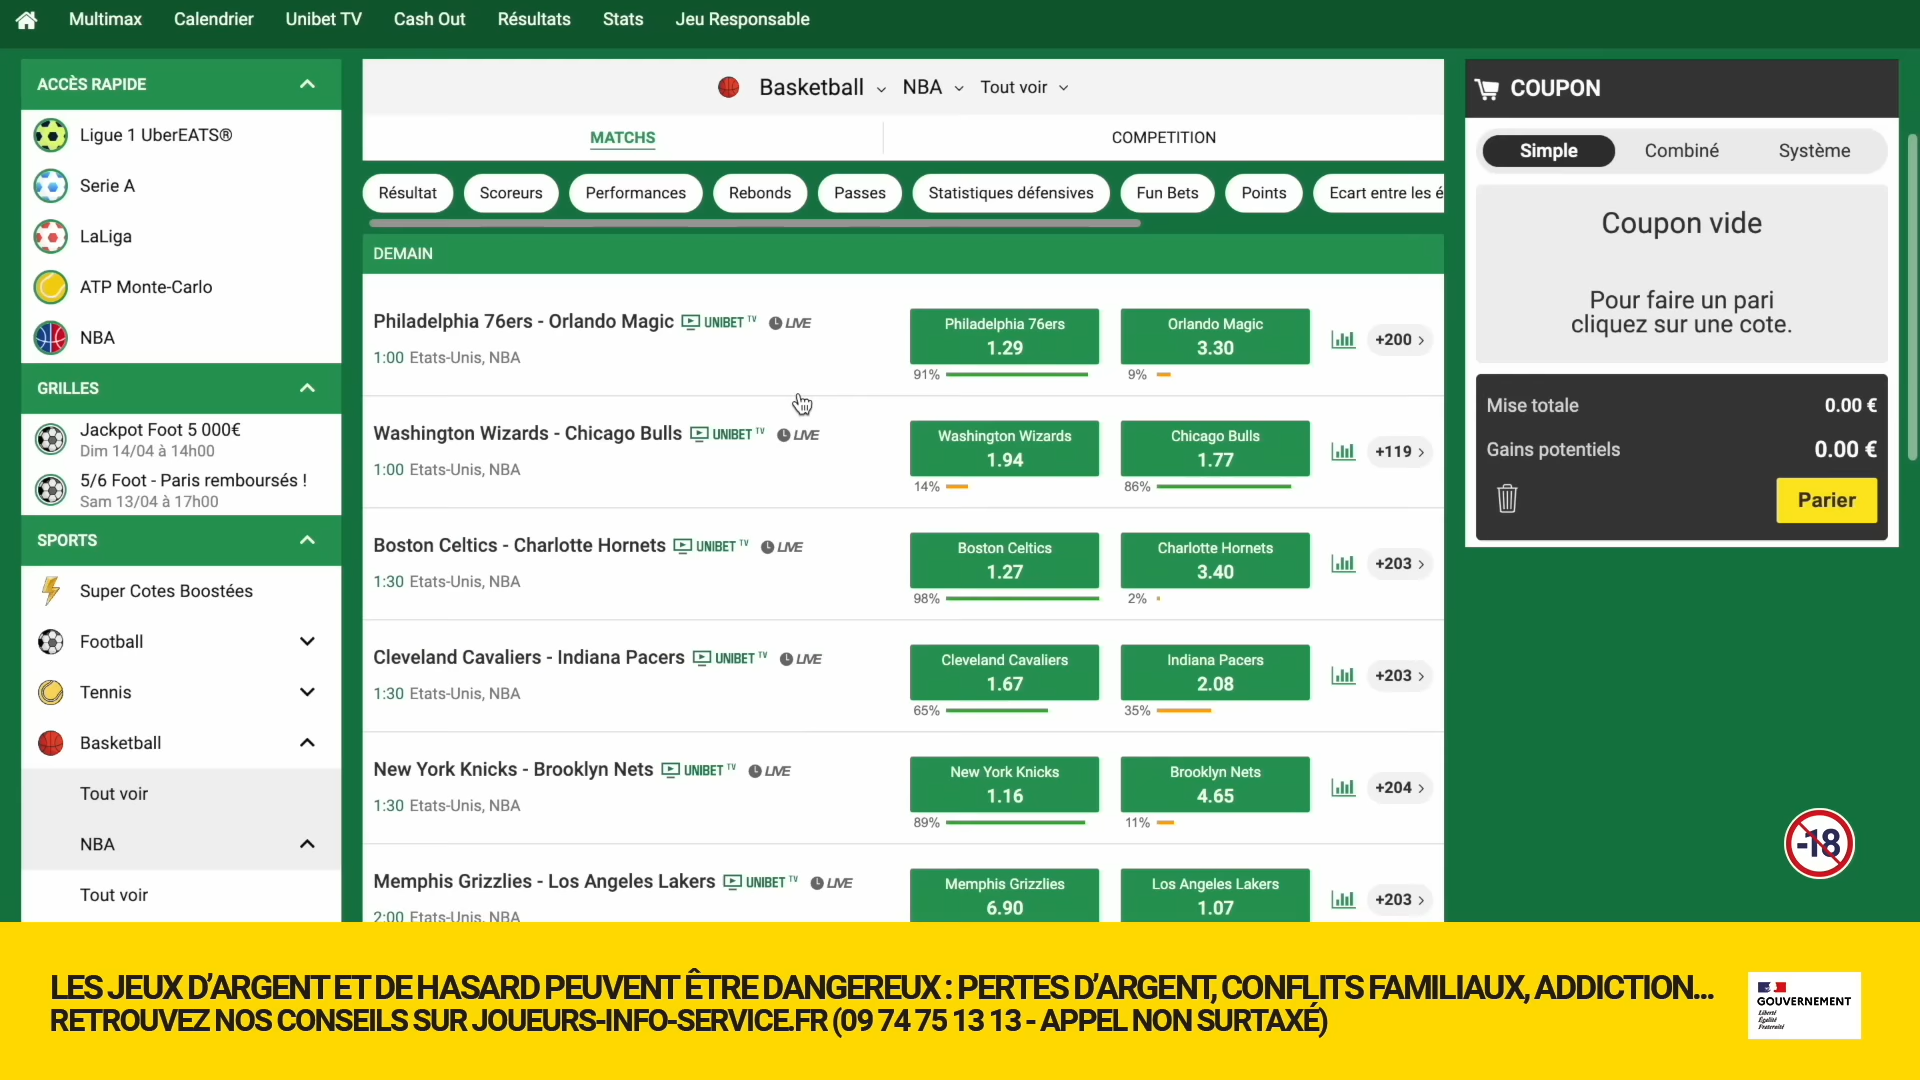 Multimax Calendrier Unibet TV Cash Out Résultats Stats Jeu Responsable
ACCÈS RAPIDE
Ligue 1 UberEATS®
Serie A
LaLiga
ATP Monte-Carlo
NBA
GRILLES
Jackpot Foot 5 000€
Dim 14/04 à 14h00
5/6 Foot - Paris remboursés !
Sam 13/04 à 17h00
SPORTS
Super Cotes Boostées
Football
Tennis
Basketball
Tout voir
NBA
Tout voir
Basketball NBA Tout voir
MATCHS COMPETITION
Résultat Scoreurs Performances Rebonds Passes Statistiques défensives Fun Bets Points Ecart entre les é
DEMAIN
Philadelphia 76ers - Orlando Magic UNIBET TV LIVE
1:00 Etats-Unis, NBA
Philadelphia 76ers
1.29
91%
Orlando Magic
3.30
9%
+200
Washington Wizards - Chicago Bulls UNIBET TV LIVE
1:00 Etats-Unis, NBA
Washington Wizards
1.94
14%
Chicago Bulls
1.77
86%
+119
Boston Celtics - Charlotte Hornets UNIBET TV LIVE
1:30 Etats-Unis, NBA
Boston Celtics
1.27
98%
Charlotte Hornets
3.40
2%
+203
Cleveland Cavaliers - Indiana Pacers UNIBET TV LIVE
1:30 Etats-Unis, NBA
Cleveland Cavaliers
1.67
65%
Indiana Pacers
2.08
35%
+203
New York Knicks - Brooklyn Nets UNIBET TV LIVE
1:30 Etats-Unis, NBA
New York Knicks
1.16
89%
Brooklyn Nets
4.65
11%
+204
Memphis Grizzlies - Los Angeles Lakers UNIBET TV LIVE
2:00 Etats-Unis, NBA
Memphis Grizzlies
6.90
Los Angeles Lakers
1.07
+203
COUPON
Simple Combiné Système
Coupon vide
Pour faire un pari
cliquez sur une cote.
Mise totale 0.00 €
Gains potentiels 0.00 €
Parier
-18
LES JEUX D'ARGENT ET DE HASARD PEUVENT ÊTRE DANGEREUX : PERTES D'ARGENT, CONFLITS FAMILIAUX, ADDICTION...
RETROUVEZ NOS CONSEILS SUR JOUEURS-INFO-SERVICE.FR (09 74 75 13 13 - APPEL NON SURTAXÉ)
GOUVERNEMENT
Liberté
Égalité
Fraternité